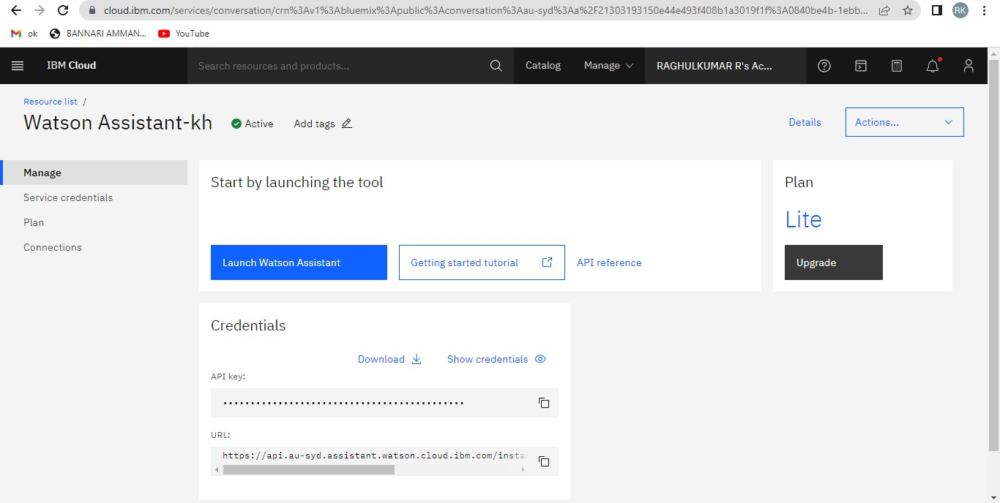 cloud.ibm.com/services/conversation/crn%3Av1%3Abluemix%3Apublic%3Aconversation%3Aau-syd%3Aa%2F21303193150e44e493f408b1a3019f1f%3A0840be4b-1ebb...
RK
ok
BANNARI AMMAN...
YouTube
IBM Cloud
Search resources and products...
Catalog
Manage
RAGHULKUMAR R's Ac...
Resource list /
Watson Assistant-kh
Active
Add tags
Details
Actions...
Manage
Service credentials
Plan
Connections
Start by launching the tool
Launch Watson Assistant
Getting started tutorial
API reference
Plan
Lite
Upgrade
Credentials
Download
Show credentials
API key:
••••••••••••••••••••••••••••••••••••••••••••
URL:
https://api.au-syd.assistant.watson.cloud.ibm.com/insta